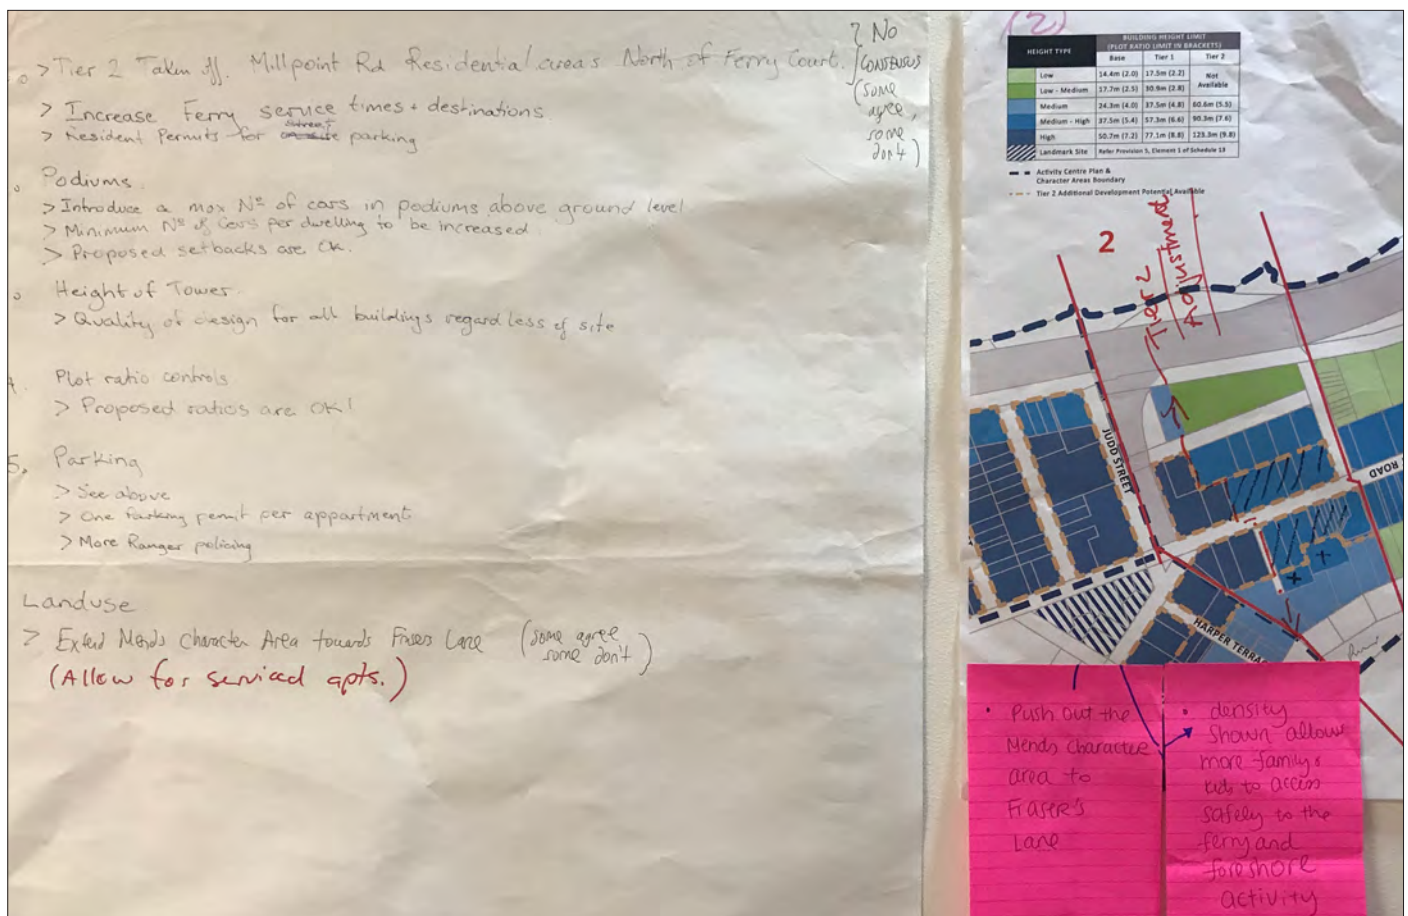 > Tier 2 Taken off. Millpoint Rd Residential areas North of Ferry Court.
? No
CONSENSUS
(some
agree,
some
don't)
> Increase Ferry service times + destinations
> Resident Permits for street parking
Podiums.
> Introduce a max Nº of cars in podiums above ground level
> Minimum Nº of Cars per dwelling to be increased.
> Proposed setbacks are OK.
Height of Tower.
> Quality of design for all buildings regardless of site
Plot ratio controls
> Proposed ratios are OK!
5. Parking
> See above
> One Parking permit per appartment
> More Ranger policing
Landuse
> Extend Mends Character Area towards Frasers Lane (some agree
some don't)
(Allow for serviced apts.)
(2)
BUILDING HEIGHT LIMIT
(PLOT RATIO LIMIT IN BRACKETS)
HEIGHT TYPE Base Tier 1 Tier 2
Low 14.4m (2.0) 17.5m (2.2) Not Available
Low - Medium 17.7m (2.5) 30.9m (2.8)
Medium 24.3m (4.0) 37.5m (4.8) 60.6m (5.5)
Medium - High 37.5m (5.4) 57.3m (6.6) 90.3m (7.6)
High 50.7m (7.2) 77.1m (8.8) 123.3m (9.8)
Landmark Site Refer Provision 5, Element 1 of Schedule 13
Activity Centre Plan &
Character Areas Boundary
Tier 2 Additional Development Potential Available
2
Tier 2
Adjustment
JUDD STREET
ROAD
HARPER TERRAC
• Push out the
Mends Character
area to
Fraser's
Lane
• density
shown allows
more family &
kids to access
safely to the
ferry and
foreshore
activity